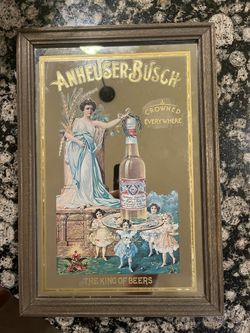 ANHEUSER-BUSCH
CROWNED
EVERYWHERE
THE KING OF BEERS